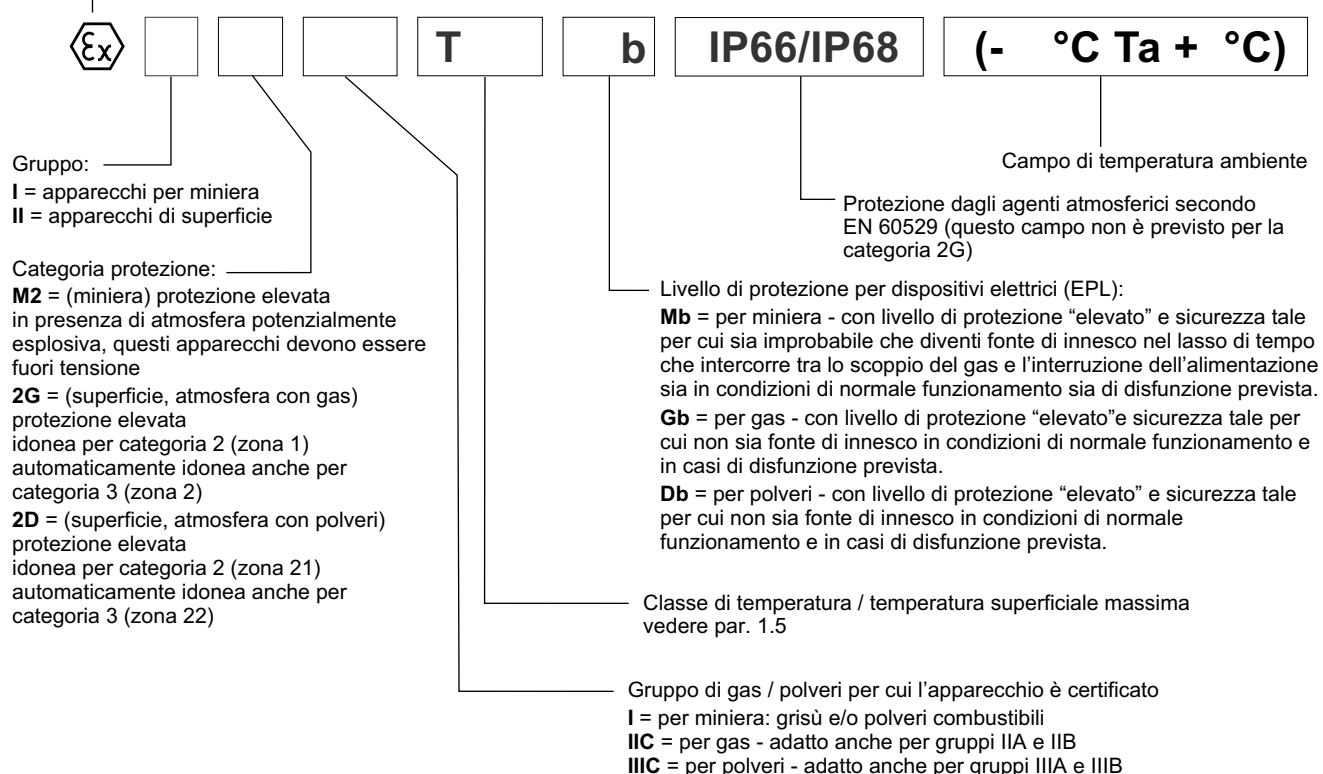 Ex T b IP66/IP68 (- °C Ta + °C)
Gruppo:
I = apparecchi per miniera
II = apparecchi di superficie
Categoria protezione:
M2 = (miniera) protezione elevata
in presenza di atmosfera potenzialmente
esplosiva, questi apparecchi devono essere
fuori tensione
2G = (superficie, atmosfera con gas)
protezione elevata
idonea per categoria 2 (zona 1)
automaticamente idonea anche per
categoria 3 (zona 2)
2D = (superficie, atmosfera con polveri)
protezione elevata
idonea per categoria 2 (zona 21)
automaticamente idonea anche per
categoria 3 (zona 22)
Campo di temperatura ambiente
Protezione dagli agenti atmosferici secondo
EN 60529 (questo campo non è previsto per la
categoria 2G)
Livello di protezione per dispositivi elettrici (EPL):
Mb = per miniera - con livello di protezione “elevato” e sicurezza tale
per cui sia improbabile che diventi fonte di innesco nel lasso di tempo
che intercorre tra lo scoppio del gas e l’interruzione dell’alimentazione
sia in condizioni di normale funzionamento sia di disfunzione prevista.
Gb = per gas - con livello di protezione “elevato”e sicurezza tale per
cui non sia fonte di innesco in condizioni di normale funzionamento e
in casi di disfunzione prevista.
Db = per polveri - con livello di protezione “elevato” e sicurezza tale
per cui non sia fonte di innesco in condizioni di normale
funzionamento e in casi di disfunzione prevista.
Classe di temperatura / temperatura superficiale massima
vedere par. 1.5
Gruppo di gas / polveri per cui l’apparecchio è certificato
I = per miniera: grisù e/o polveri combustibili
IIC = per gas - adatto anche per gruppi IIA e IIB
IIIC = per polveri - adatto anche per gruppi IIIA e IIIB